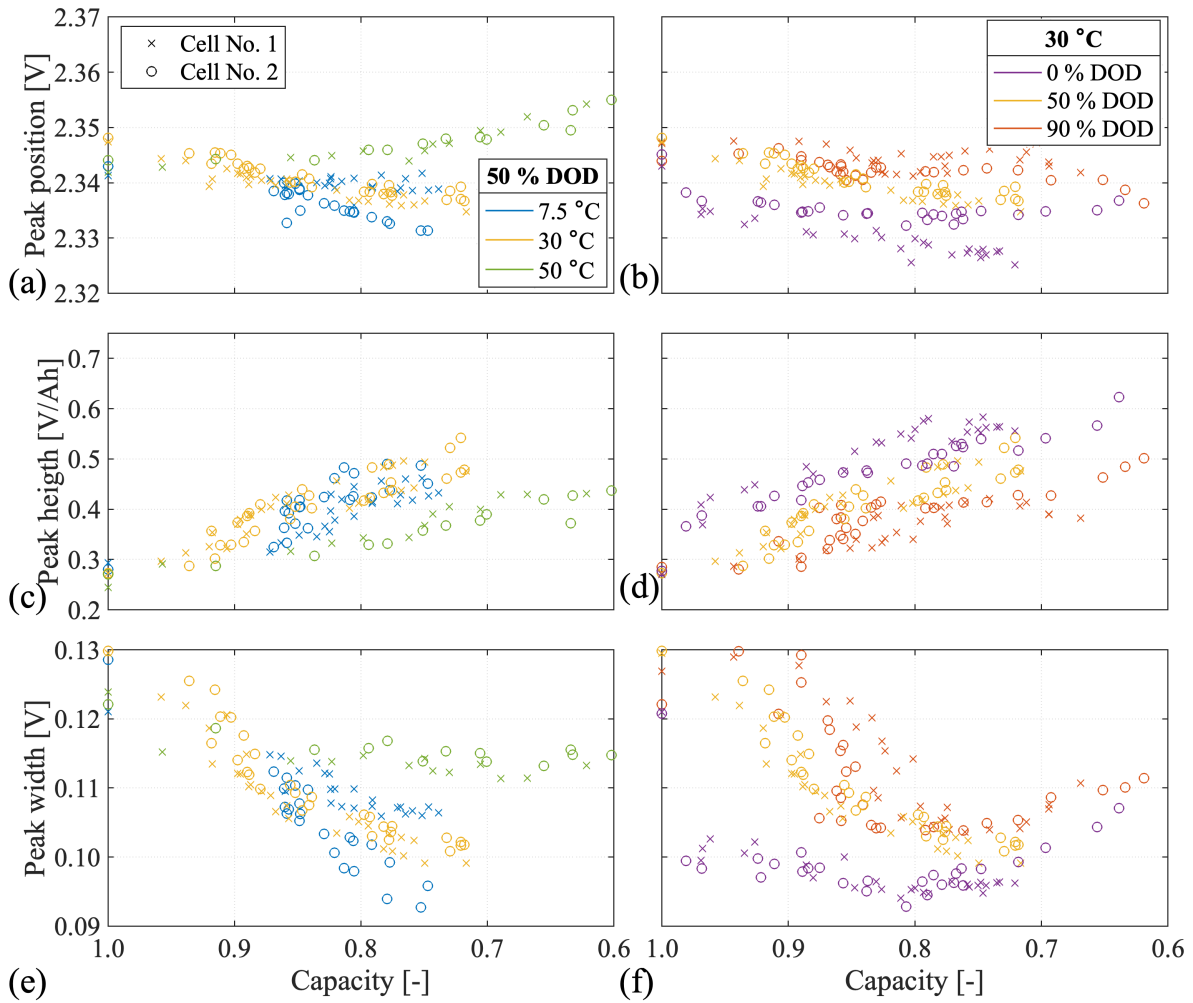 2.37
2.36
2.35
2.34
2.33
2.32
Peak position [V]
Cell No. 1
Cell No. 2
50 % DOD
7.5 °C
30 °C
50 °C
(a)
30 °C
0 % DOD
50 % DOD
90 % DOD
(b)
0.7
0.6
0.5
0.4
0.3
0.2
Peak heigth [V/Ah]
(c)
(d)
0.13
0.12
0.11
0.10
0.09
Peak width [V]
1.0 0.9 0.8 0.7 0.6
Capacity [-]
(e)
1.0 0.9 0.8 0.7 0.6
Capacity [-]
(f)